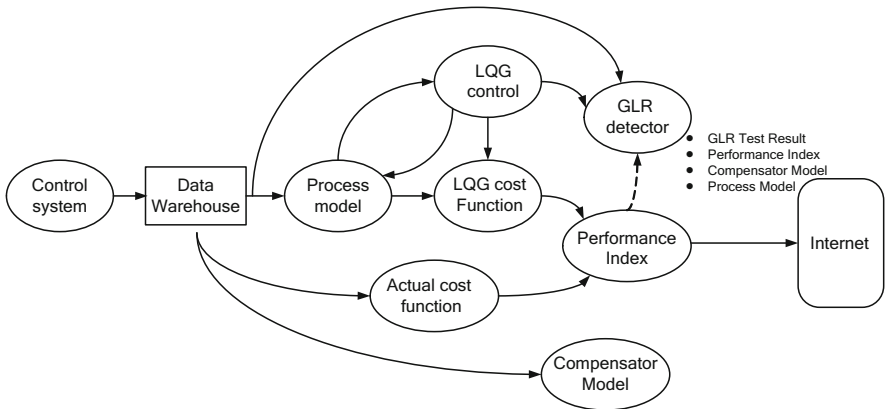 LQG
control
GLR
detector
● GLR Test Result
● Performance Index
● Compensator Model
● Process Model
Control
system
Data
Warehouse
Process
model
LQG cost
Function
Performance
Index
Internet
Actual cost
function
Compensator
Model